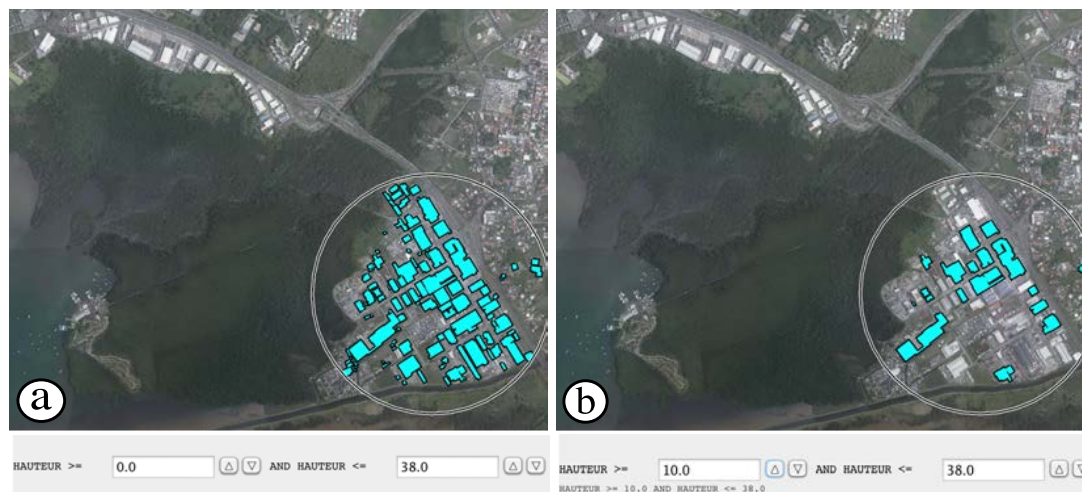 a
b
HAUTEUR >= 0.0 AND HAUTEUR <= 38.0
HAUTEUR >= 10.0 AND HAUTEUR <= 38.0
HAUTEUR >= 10.0 AND HAUTEUR <= 38.0